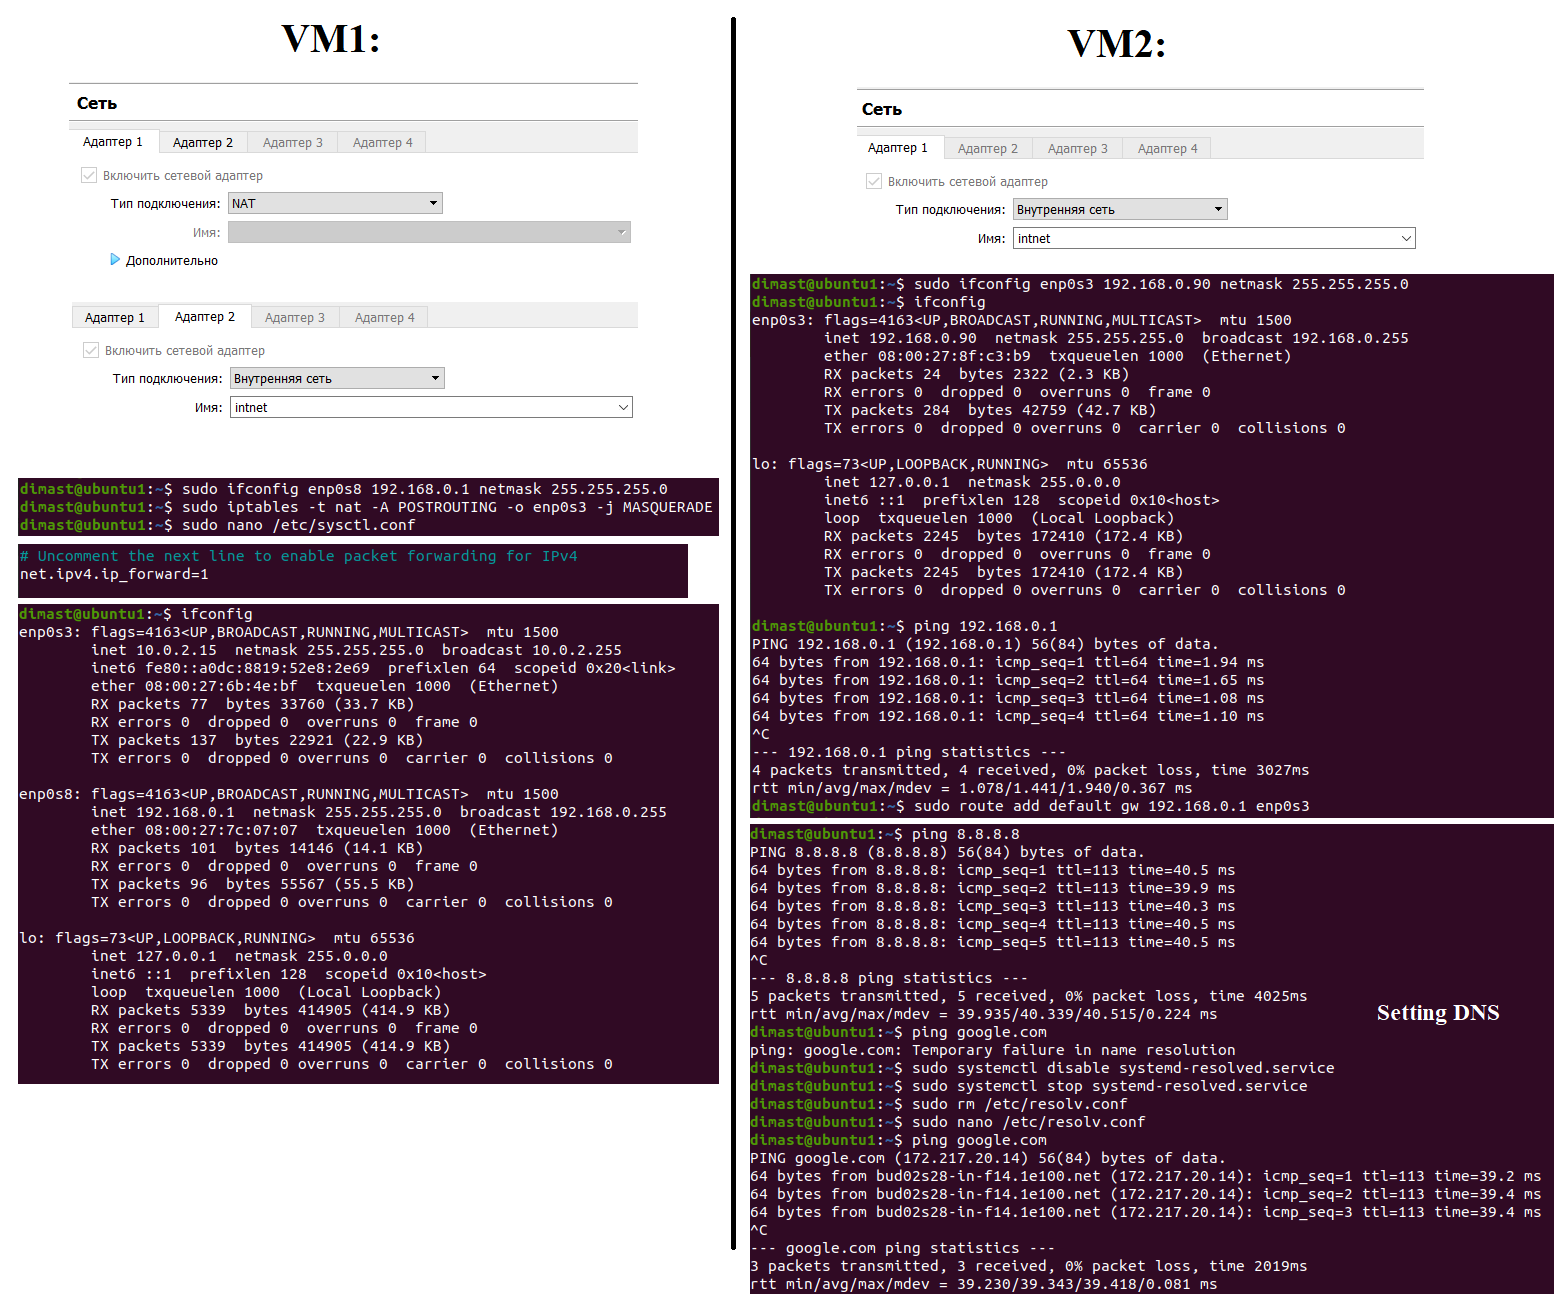 VM1:
Сеть
Адаптер 1 Адаптер 2 Адаптер 3 Адаптер 4
Включить сетевой адаптер
Тип подключения: NAT
Имя:
Дополнительно
Адаптер 1 Адаптер 2 Адаптер 3 Адаптер 4
Включить сетевой адаптер
Тип подключения: Внутренняя сеть
Имя: intnet
dimast@ubuntu1:~$ sudo ifconfig enp0s8 192.168.0.1 netmask 255.255.255.0
dimast@ubuntu1:~$ sudo iptables -t nat -A POSTROUTING -o enp0s3 -j MASQUERADE
dimast@ubuntu1:~$ sudo nano /etc/sysctl.conf
# Uncomment the next line to enable packet forwarding for IPv4
net.ipv4.ip_forward=1
dimast@ubuntu1:~$ ifconfig
enp0s3: flags=4163<UP,BROADCAST,RUNNING,MULTICAST>  mtu 1500
        inet 10.0.2.15  netmask 255.255.255.0  broadcast 10.0.2.255
        inet6 fe80::a0dc:8819:52e8:2e69  prefixlen 64  scopeid 0x20<link>
        ether 08:00:27:6b:4e:bf  txqueuelen 1000  (Ethernet)
        RX packets 77  bytes 33760 (33.7 KB)
        RX errors 0  dropped 0  overruns 0  frame 0
        TX packets 137  bytes 22921 (22.9 KB)
        TX errors 0  dropped 0 overruns 0  carrier 0  collisions 0
enp0s8: flags=4163<UP,BROADCAST,RUNNING,MULTICAST>  mtu 1500
        inet 192.168.0.1  netmask 255.255.255.0  broadcast 192.168.0.255
        ether 08:00:27:7c:07:07  txqueuelen 1000  (Ethernet)
        RX packets 101  bytes 14146 (14.1 KB)
        RX errors 0  dropped 0  overruns 0  frame 0
        TX packets 96  bytes 55567 (55.5 KB)
        TX errors 0  dropped 0 overruns 0  carrier 0  collisions 0
lo: flags=73<UP,LOOPBACK,RUNNING>  mtu 65536
        inet 127.0.0.1  netmask 255.0.0.0
        inet6 ::1  prefixlen 128  scopeid 0x10<host>
        loop  txqueuelen 1000  (Local Loopback)
        RX packets 5339  bytes 414905 (414.9 KB)
        RX errors 0  dropped 0  overruns 0  frame 0
        TX packets 5339  bytes 414905 (414.9 KB)
        TX errors 0  dropped 0 overruns 0  carrier 0  collisions 0
VM2:
Сеть
Адаптер 1 Адаптер 2 Адаптер 3 Адаптер 4
Включить сетевой адаптер
Тип подключения: Внутренняя сеть
Имя: intnet
dimast@ubuntu1:~$ sudo ifconfig enp0s3 192.168.0.90 netmask 255.255.255.0
dimast@ubuntu1:~$ ifconfig
enp0s3: flags=4163<UP,BROADCAST,RUNNING,MULTICAST>  mtu 1500
        inet 192.168.0.90  netmask 255.255.255.0  broadcast 192.168.0.255
        ether 08:00:27:8f:c3:b9  txqueuelen 1000  (Ethernet)
        RX packets 24  bytes 2322 (2.3 KB)
        RX errors 0  dropped 0  overruns 0  frame 0
        TX packets 284  bytes 42759 (42.7 KB)
        TX errors 0  dropped 0 overruns 0  carrier 0  collisions 0
lo: flags=73<UP,LOOPBACK,RUNNING>  mtu 65536
        inet 127.0.0.1  netmask 255.0.0.0
        inet6 ::1  prefixlen 128  scopeid 0x10<host>
        loop  txqueuelen 1000  (Local Loopback)
        RX packets 2245  bytes 172410 (172.4 KB)
        RX errors 0  dropped 0  overruns 0  frame 0
        TX packets 2245  bytes 172410 (172.4 KB)
        TX errors 0  dropped 0 overruns 0  carrier 0  collisions 0
dimast@ubuntu1:~$ ping 192.168.0.1
PING 192.168.0.1 (192.168.0.1) 56(84) bytes of data.
64 bytes from 192.168.0.1: icmp_seq=1 ttl=64 time=1.94 ms
64 bytes from 192.168.0.1: icmp_seq=2 ttl=64 time=1.65 ms
64 bytes from 192.168.0.1: icmp_seq=3 ttl=64 time=1.08 ms
64 bytes from 192.168.0.1: icmp_seq=4 ttl=64 time=1.10 ms
^C
--- 192.168.0.1 ping statistics ---
4 packets transmitted, 4 received, 0% packet loss, time 3027ms
rtt min/avg/max/mdev = 1.078/1.441/1.940/0.367 ms
dimast@ubuntu1:~$ sudo route add default gw 192.168.0.1 enp0s3
dimast@ubuntu1:~$ ping 8.8.8.8
PING 8.8.8.8 (8.8.8.8) 56(84) bytes of data.
64 bytes from 8.8.8.8: icmp_seq=1 ttl=113 time=40.5 ms
64 bytes from 8.8.8.8: icmp_seq=2 ttl=113 time=39.9 ms
64 bytes from 8.8.8.8: icmp_seq=3 ttl=113 time=40.3 ms
64 bytes from 8.8.8.8: icmp_seq=4 ttl=113 time=40.5 ms
64 bytes from 8.8.8.8: icmp_seq=5 ttl=113 time=40.5 ms
^C
--- 8.8.8.8 ping statistics ---
5 packets transmitted, 5 received, 0% packet loss, time 4025ms
rtt min/avg/max/mdev = 39.935/40.339/40.515/0.224 ms
Setting DNS
dimast@ubuntu1:~$ ping google.com
ping: google.com: Temporary failure in name resolution
dimast@ubuntu1:~$ sudo systemctl disable systemd-resolved.service
dimast@ubuntu1:~$ sudo systemctl stop systemd-resolved.service
dimast@ubuntu1:~$ sudo rm /etc/resolv.conf
dimast@ubuntu1:~$ sudo nano /etc/resolv.conf
dimast@ubuntu1:~$ ping google.com
PING google.com (172.217.20.14) 56(84) bytes of data.
64 bytes from bud02s28-in-f14.1e100.net (172.217.20.14): icmp_seq=1 ttl=113 time=39.2 ms
64 bytes from bud02s28-in-f14.1e100.net (172.217.20.14): icmp_seq=2 ttl=113 time=39.4 ms
64 bytes from bud02s28-in-f14.1e100.net (172.217.20.14): icmp_seq=3 ttl=113 time=39.4 ms
^C
--- google.com ping statistics ---
3 packets transmitted, 3 received, 0% packet loss, time 2019ms
rtt min/avg/max/mdev = 39.230/39.343/39.418/0.081 ms